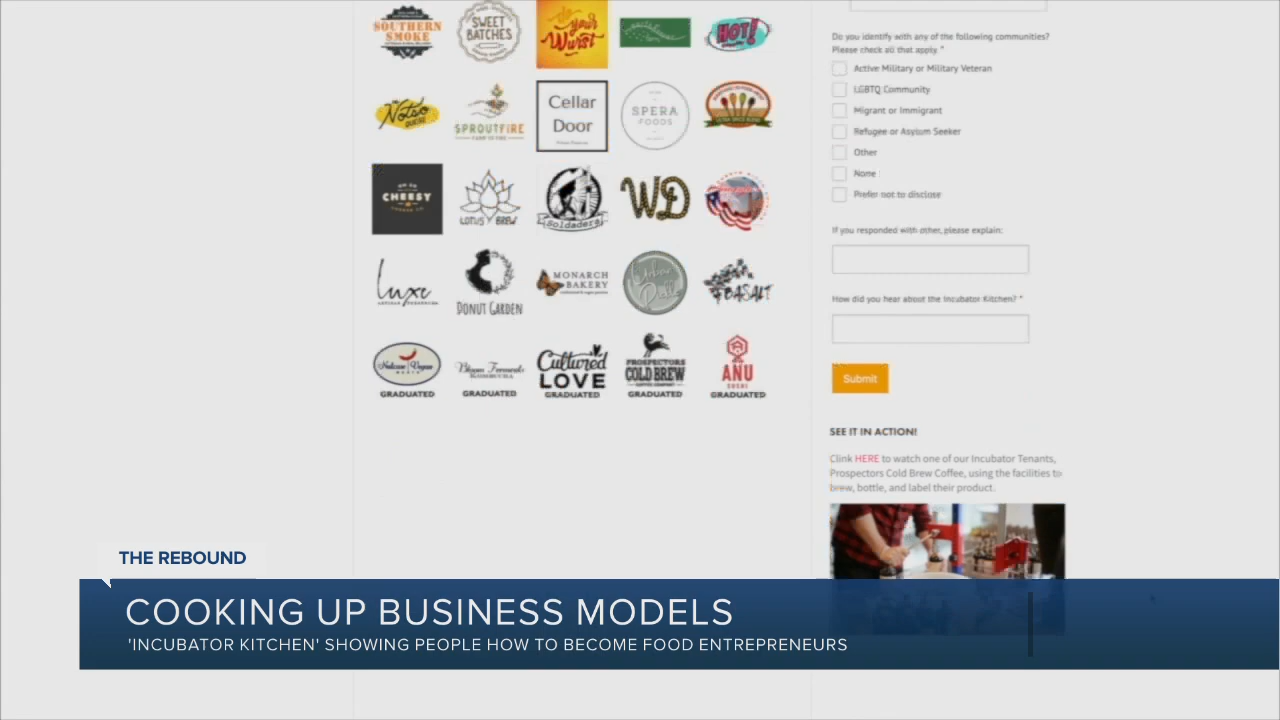 SOUTHERN
SMOKE
SWEET
BATCHES
your
Wurst
HOT!
Notso
SPROUTFIRE
Cellar
Door
SPERA
FOODS
CHEESY
LOTUS BREW
Soldadera
WD
Luxe
DONUT GARDEN
MONARCH
BAKERY
BASALT
GRADUATED
GRADUATED
Cultured
LOVE
GRADUATED
PROSPECTORS
COLD BREW
COFFEE COMPANY
GRADUATED
ANU
SUSHI
GRADUATED
Do you identify with any of the following communities?
Please check all that apply. *
Active Military or Military Veteran
LGBTQ Community
Migrant or Immigrant
Refugee or Asylum Seeker
Other
None
Prefer not to disclose
If you responded with other, please explain:
How did you hear about the Incubator Kitchen? *
Submit
SEE IT IN ACTION!
Clink HERE to watch one of our Incubator Tenants,
Prospectors Cold Brew Coffee, using the facilities to
brew, bottle, and label their product.
THE REBOUND
COOKING UP BUSINESS MODELS
'INCUBATOR KITCHEN' SHOWING PEOPLE HOW TO BECOME FOOD ENTREPRENEURS